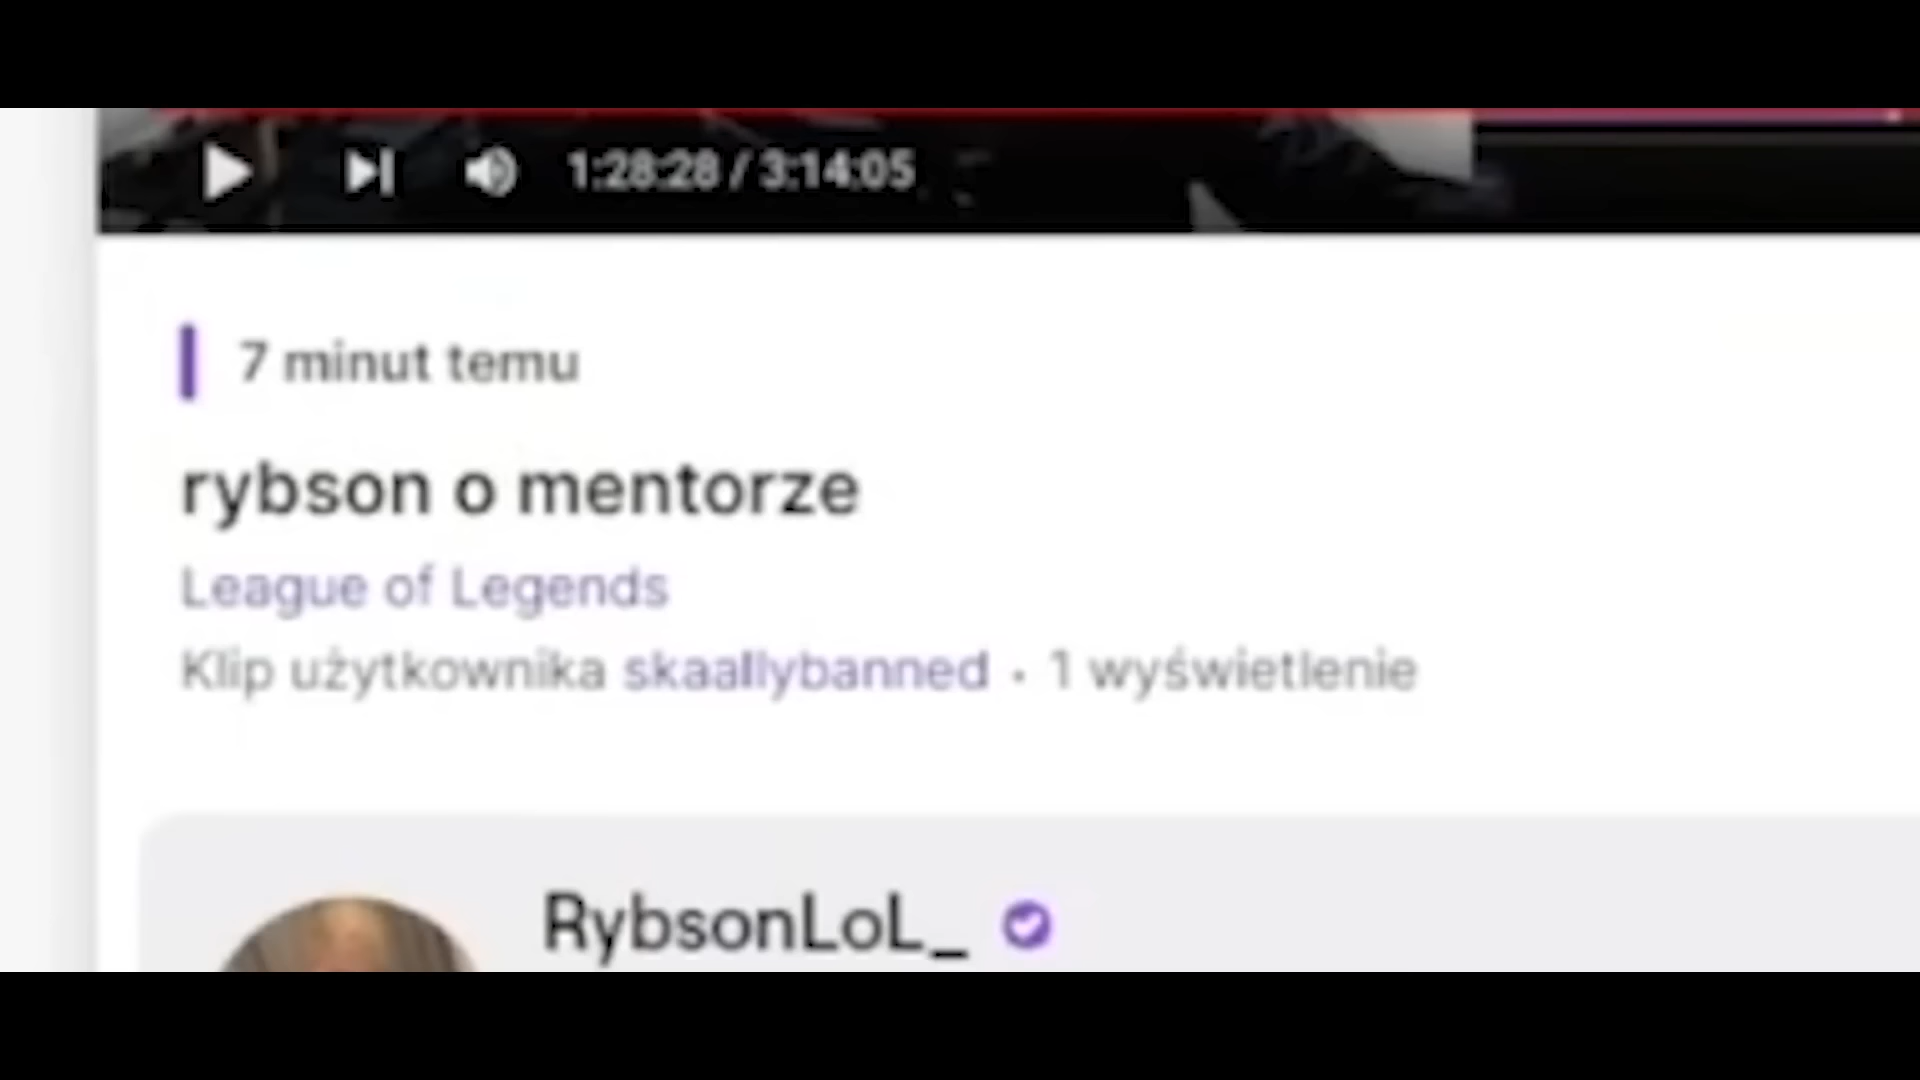 1:28:28 / 3:14:05
7 minut temu
rybson o mentorze
League of Legends
Klip użytkownika skaallybanned · 1 wyświetlenie
RybsonLoL_